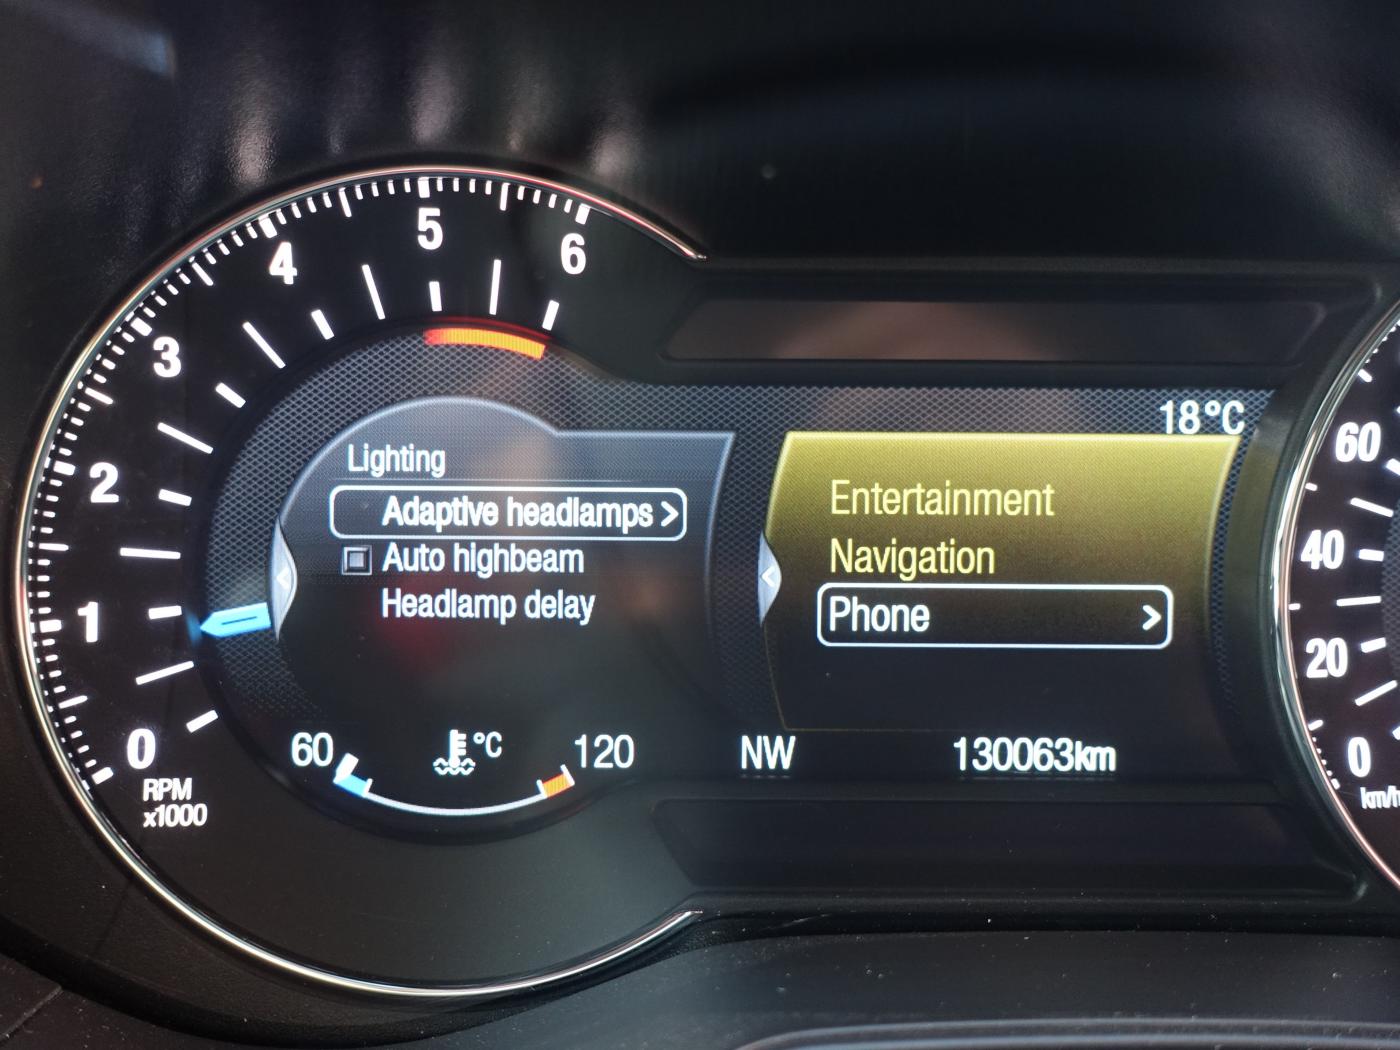 6
5
4
3
2
1
0
RPM
x1000
Lighting
Adaptive headlamps >
Auto highbeam
Headlamp delay
60
°C
120
18°C
Entertainment
Navigation
Phone >
NW
130063km
60
40
20
0
km/h